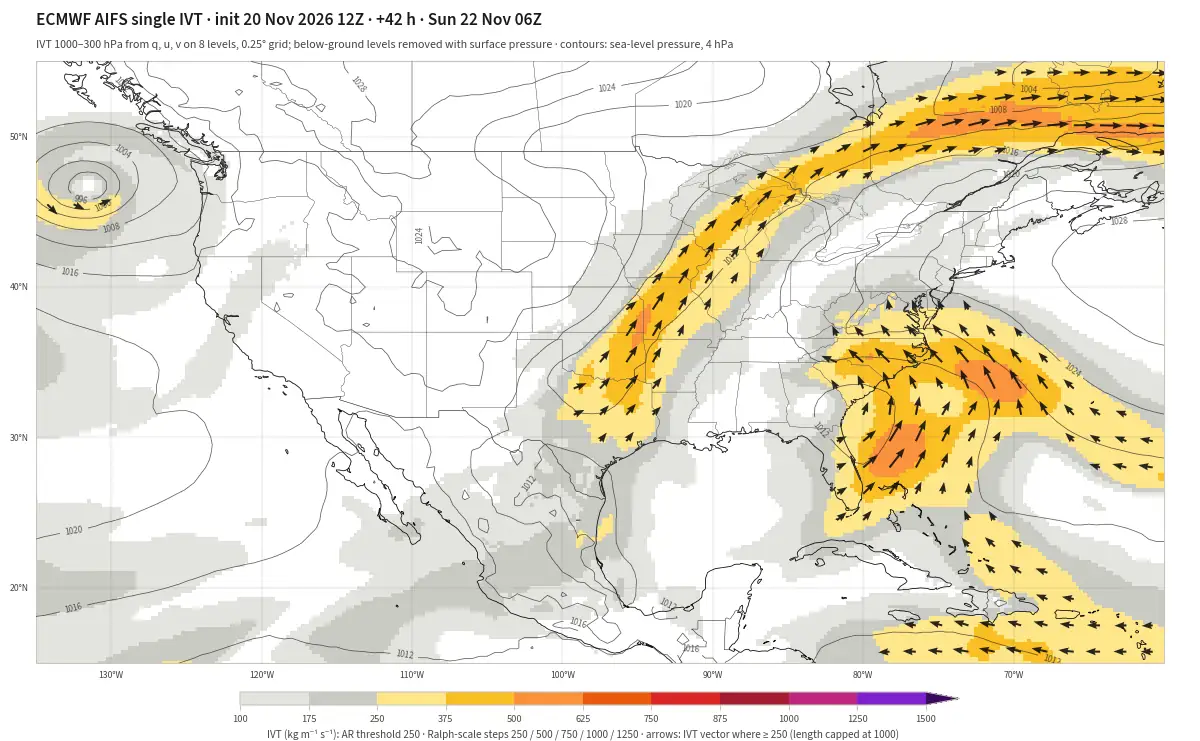 ECMWF AIFS single IVT · init 20 Nov 2026 12Z · +42 h · Sun 22 Nov 06Z
IVT 1000–300 hPa from q, u, v on 8 levels, 0.25° grid; below-ground levels removed with surface pressure · contours: sea-level pressure, 4 hPa
1028
1024
1020
1004
1008
50°N
1004
1016
1020
996
1008
1028
1024
1016
40°N
1024
30°N
1012
1012
1020
20°N
1016
1012
1016
1012
1016
1012
130°W
120°W
110°W
100°W
90°W
80°W
70°W
100
175
250
375
500
625
750
875
1000
1250
1500
IVT (kg m⁻¹ s⁻¹): AR threshold 250 · Ralph-scale steps 250 / 500 / 750 / 1000 / 1250 · arrows: IVT vector where ≥ 250 (length capped at 1000)